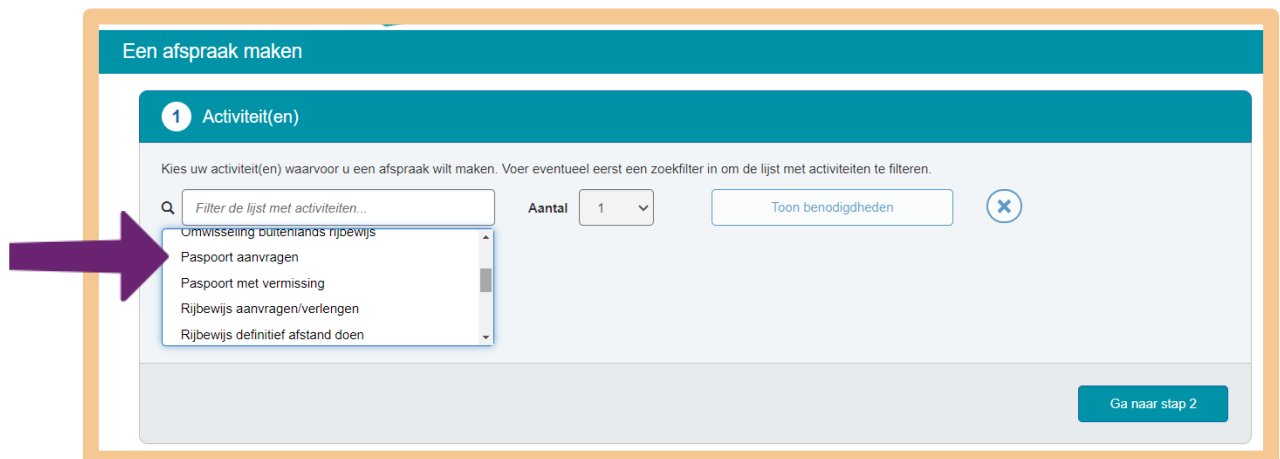 Een afspraak maken
1 Activiteit(en)
Kies uw activiteit(en) waarvoor u een afspraak wilt maken. Voer eventueel eerst een zoekfilter in om de lijst met activiteiten te filteren.
Filter de lijst met activiteiten... Aantal 1 Toon benodigdheden
Omwisseling buitenlands rijbewijs
Paspoort aanvragen
Paspoort met vermissing
Rijbewijs aanvragen/verlengen
Rijbewijs definitief afstand doen
Ga naar stap 2